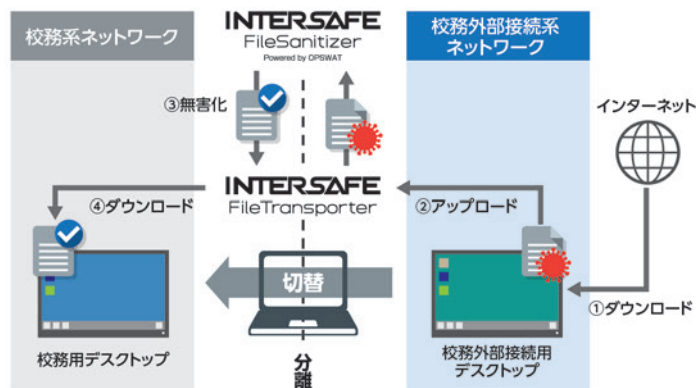 校務系ネットワーク
INTERSAFE
FileSanitizer
Powered by OPSWAT
校務外部接続系
ネットワーク
③無害化
インターネット
④ダウンロード
INTERSAFE
FileTransporter
②アップロード
切替
①ダウンロード
校務用デスクトップ
校務外部接続用
デスクトップ
分離